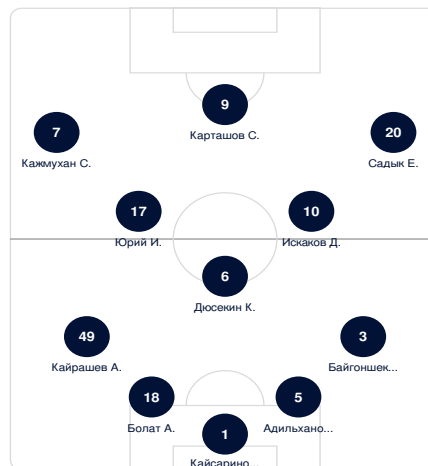 9
Карташов С.
7
Кажмухан С.
20
Садык Е.
17
Юрий И.
10
Искаков Д.
6
Дюсекин К.
49
Кайрашев А.
3
Байгоншек...
18
Болат А.
5
Адильхано...
1
Кайсарино...